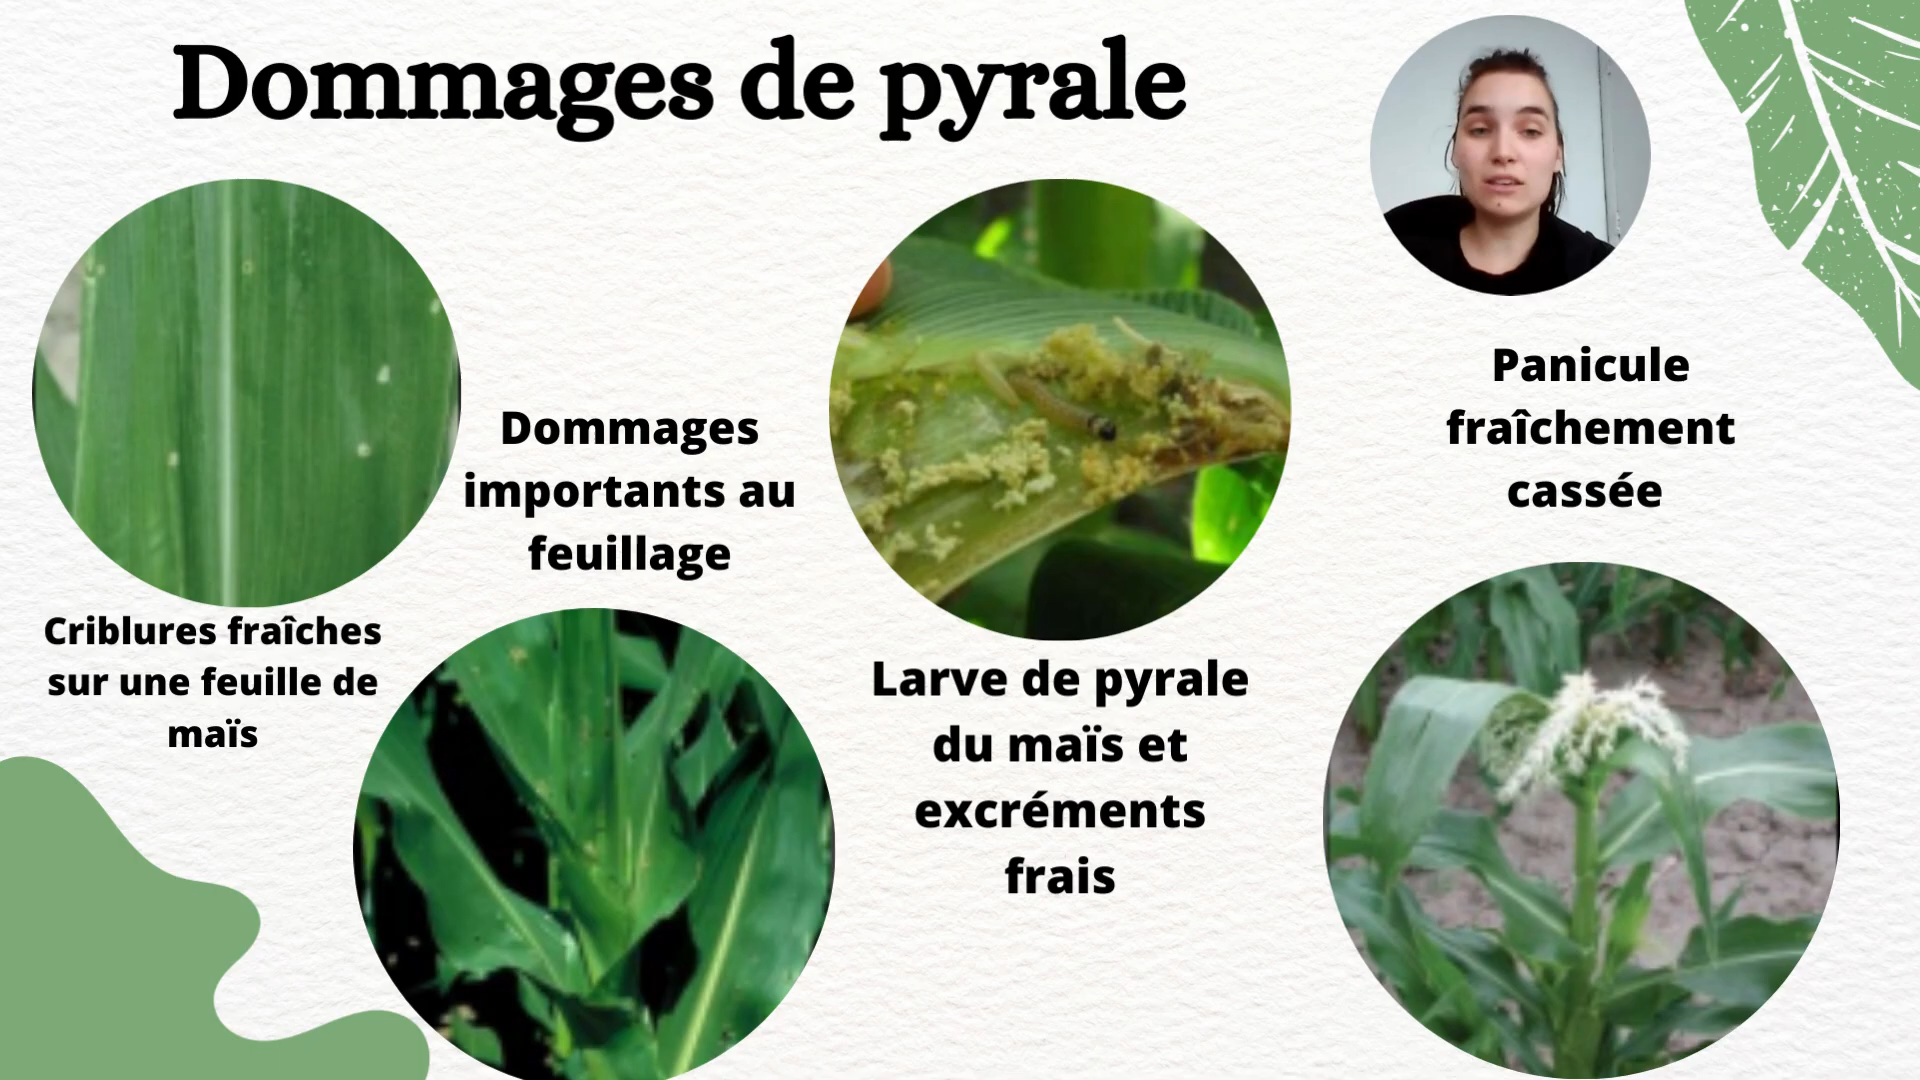 Dommages de pyrale
Criblures fraîches
sur une feuille de
maïs
Dommages
importants au
feuillage
Larve de pyrale
du maïs et
excréments
frais
Panicule
fraîchement
cassée